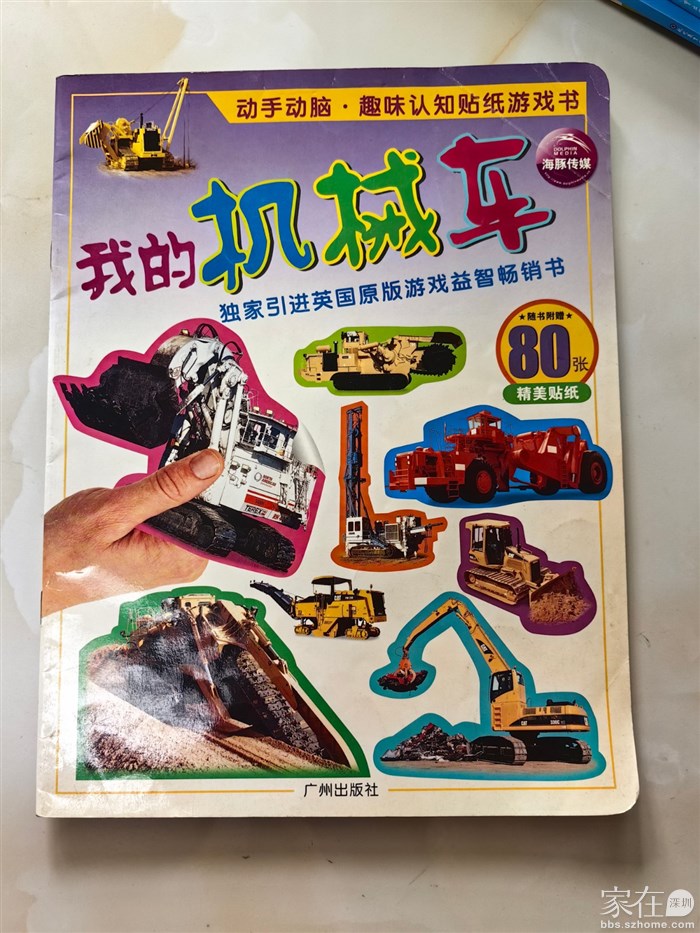 动手动脑·趣味认知贴纸游戏书
DOLPHIN
MEDIA
海豚传媒
我的机械车
独家引进英国原版游戏益智畅销书
★随书附赠★
80张
精美贴纸
TEREX
CAT
330C
广州出版社
家在深圳
bbs.szhome.com